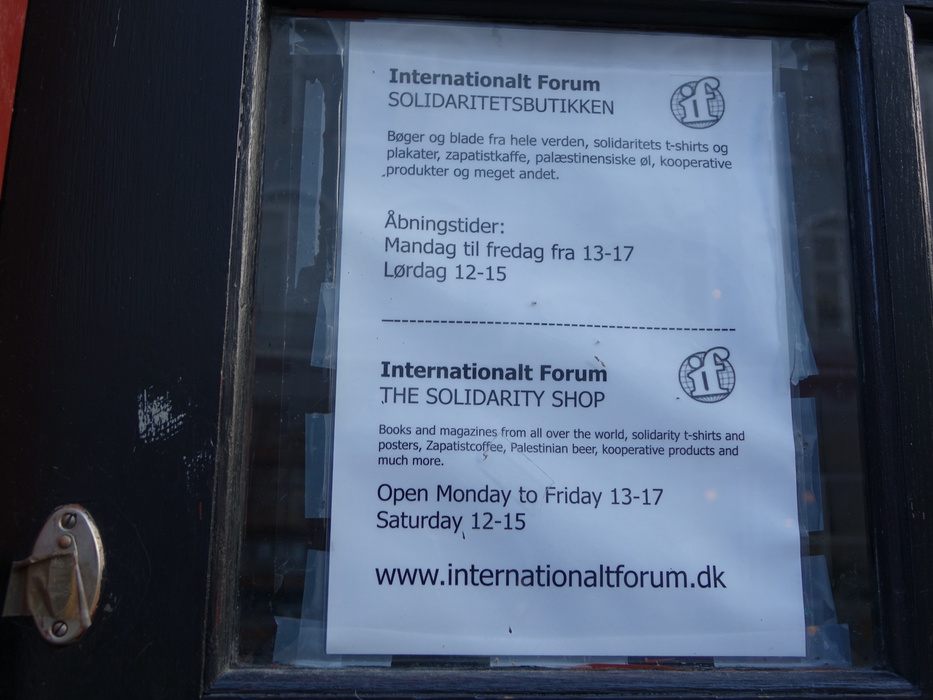 Internationalt Forum
SOLIDARITETSBUTIKKEN
if
Bøger og blade fra hele verden, solidaritets t-shirts og
plakater, zapatistkaffe, palæstinensiske øl, kooperative
produkter og meget andet.
Åbningstider:
Mandag til fredag fra 13-17
Lørdag 12-15
Internationalt Forum
THE SOLIDARITY SHOP
if
Books and magazines from all over the world, solidarity t-shirts and
posters, Zapatistcoffee, Palestinian beer, kooperative products and
much more.
Open Monday to Friday 13-17
Saturday 12-15
www.internationaltforum.dk